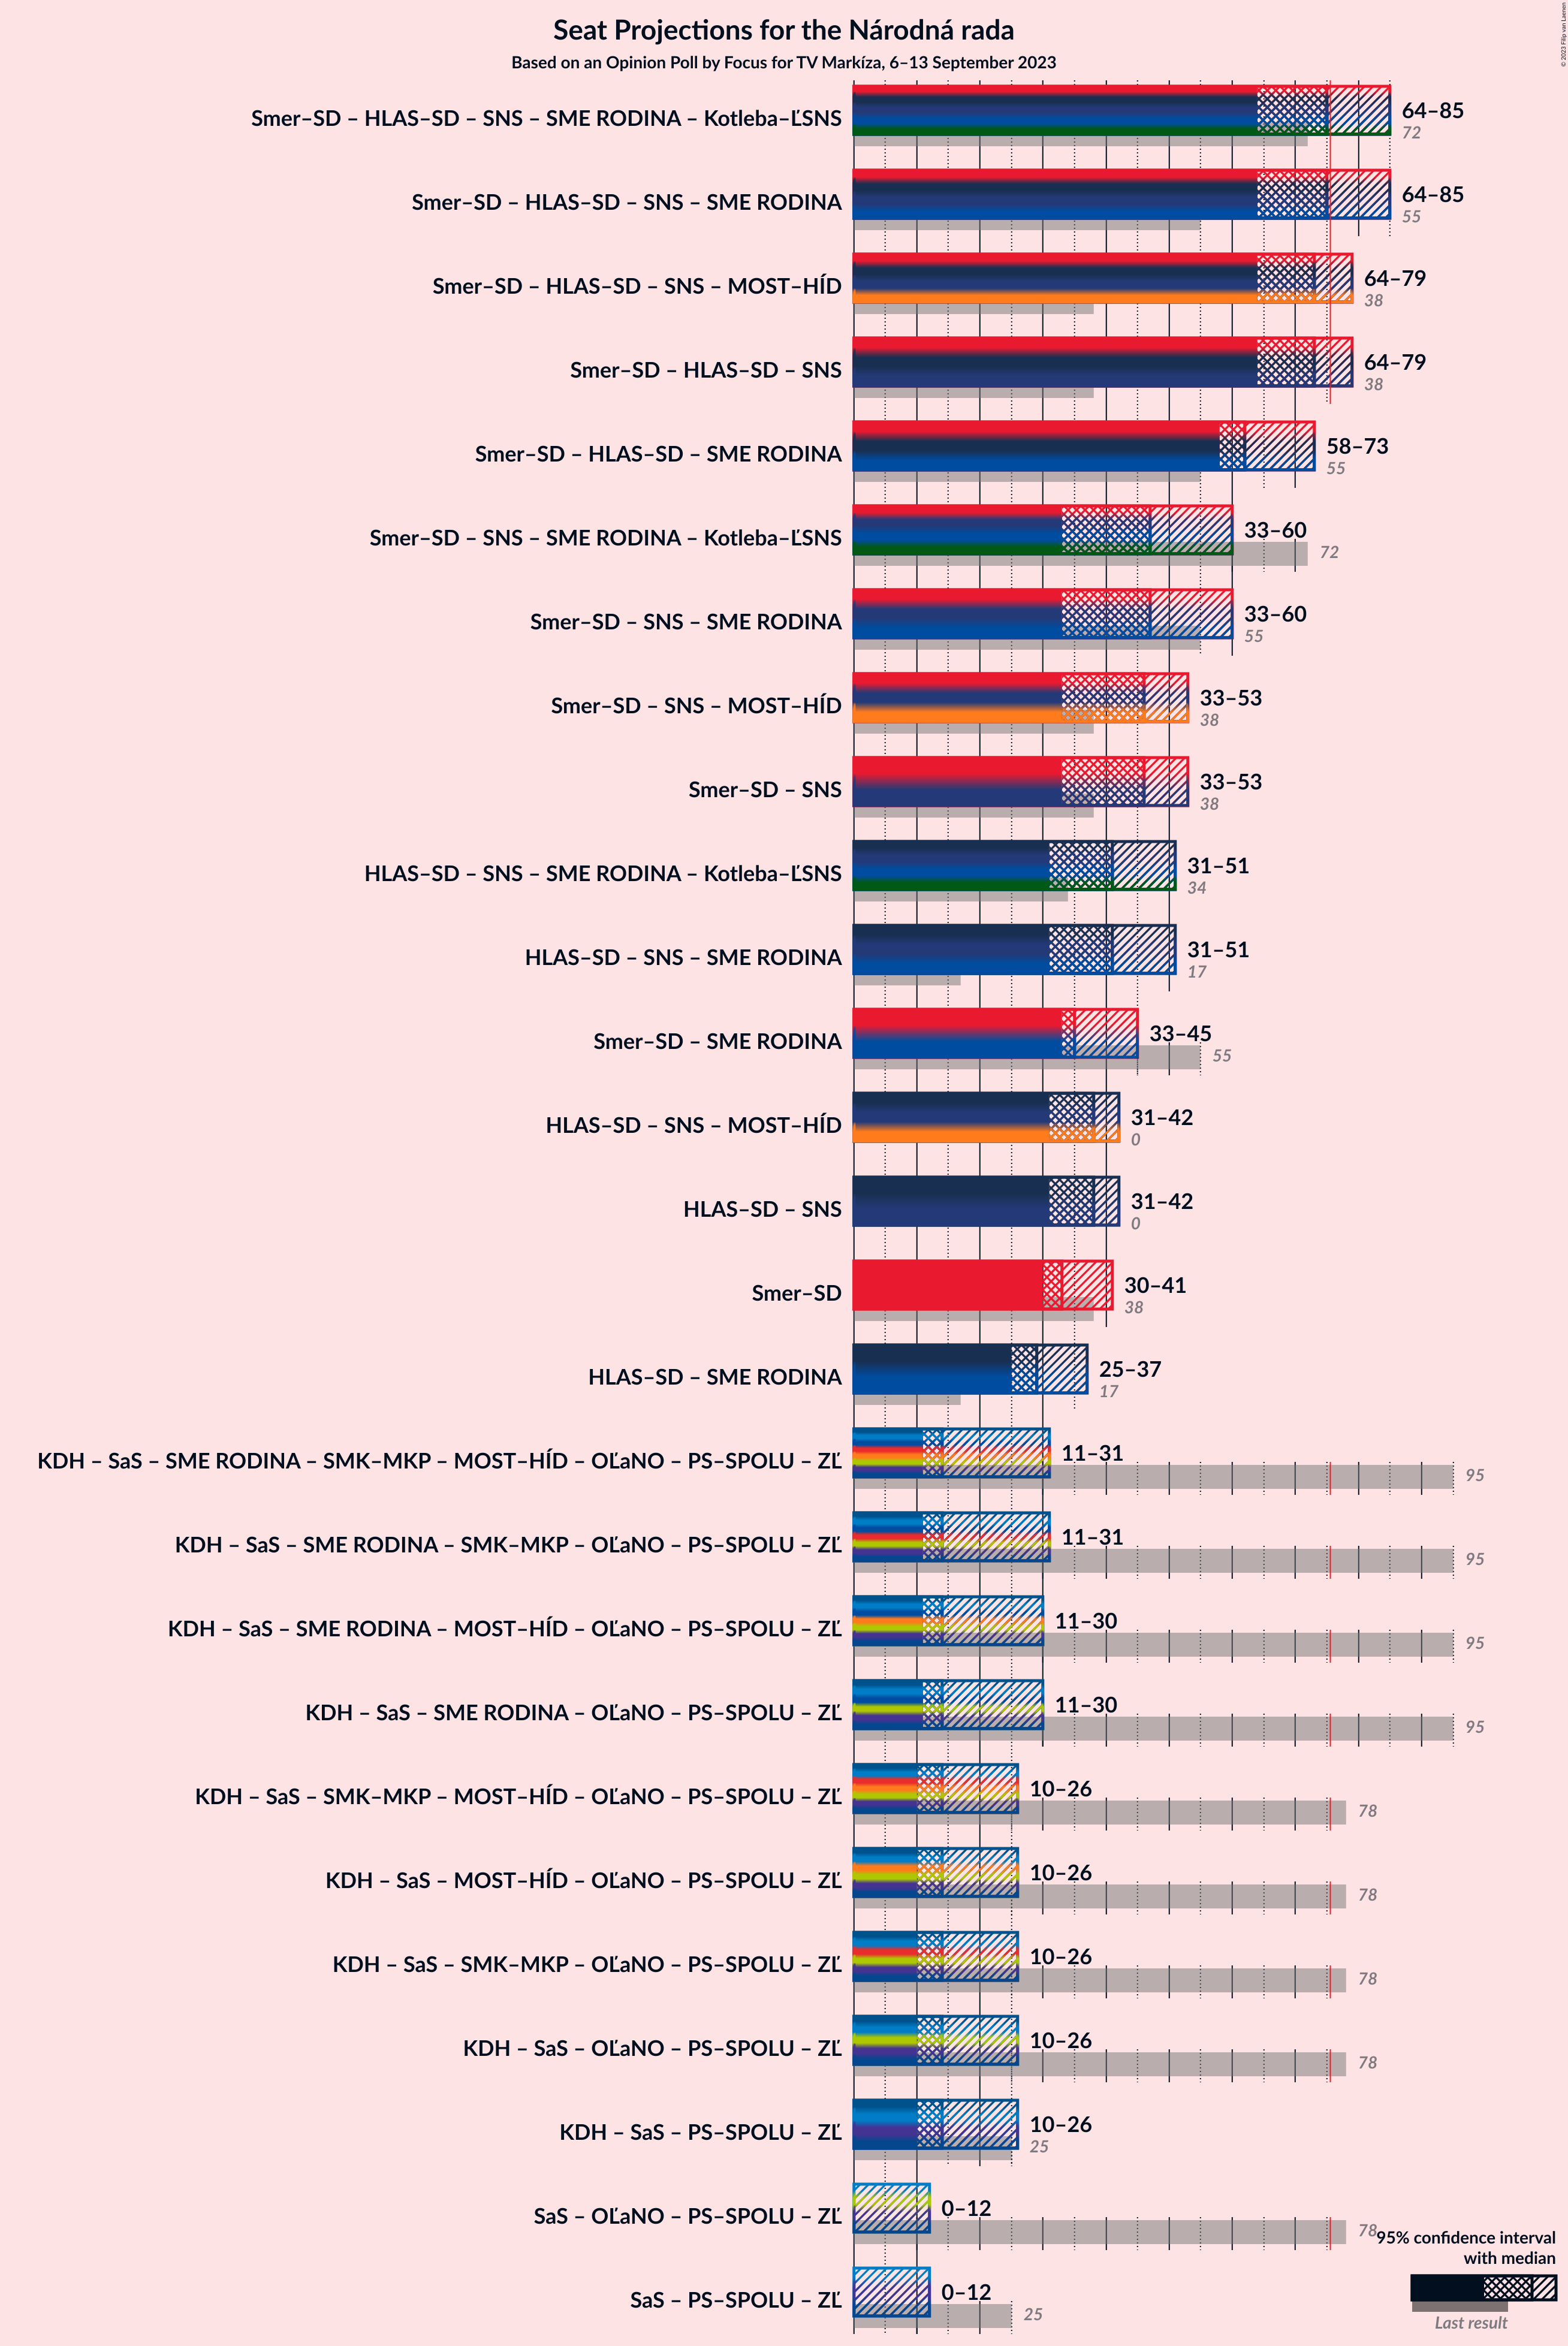 Seat Projections for the Národná rada
Based on an Opinion Poll by Focus for TV Markíza, 6–13 September 2023
© 2023 Filip van Laenen
Smer–SD – HLAS–SD – SNS – SME RODINA – Kotleba–ĽSNS
64–85
72
Smer–SD – HLAS–SD – SNS – SME RODINA
64–85
55
Smer–SD – HLAS–SD – SNS – MOST–HÍD
64–79
38
Smer–SD – HLAS–SD – SNS
64–79
38
Smer–SD – HLAS–SD – SME RODINA
58–73
55
Smer–SD – SNS – SME RODINA – Kotleba–ĽSNS
33–60
72
Smer–SD – SNS – SME RODINA
33–60
55
Smer–SD – SNS – MOST–HÍD
33–53
38
Smer–SD – SNS
33–53
38
HLAS–SD – SNS – SME RODINA – Kotleba–ĽSNS
31–51
34
HLAS–SD – SNS – SME RODINA
31–51
17
Smer–SD – SME RODINA
33–45
55
HLAS–SD – SNS – MOST–HÍD
31–42
0
HLAS–SD – SNS
31–42
0
Smer–SD
30–41
38
HLAS–SD – SME RODINA
25–37
17
KDH – SaS – SME RODINA – SMK–MKP – MOST–HÍD – OĽaNO – PS–SPOLU – ZĽ
11–31
95
KDH – SaS – SME RODINA – SMK–MKP – OĽaNO – PS–SPOLU – ZĽ
11–31
95
KDH – SaS – SME RODINA – MOST–HÍD – OĽaNO – PS–SPOLU – ZĽ
11–30
95
KDH – SaS – SME RODINA – OĽaNO – PS–SPOLU – ZĽ
11–30
95
KDH – SaS – SMK–MKP – MOST–HÍD – OĽaNO – PS–SPOLU – ZĽ
10–26
78
KDH – SaS – MOST–HÍD – OĽaNO – PS–SPOLU – ZĽ
10–26
78
KDH – SaS – SMK–MKP – OĽaNO – PS–SPOLU – ZĽ
10–26
78
KDH – SaS – OĽaNO – PS–SPOLU – ZĽ
10–26
78
KDH – SaS – PS–SPOLU – ZĽ
10–26
25
SaS – OĽaNO – PS–SPOLU – ZĽ
0–12
78
SaS – PS–SPOLU – ZĽ
0–12
25
95% confidence interval
with median
Last result